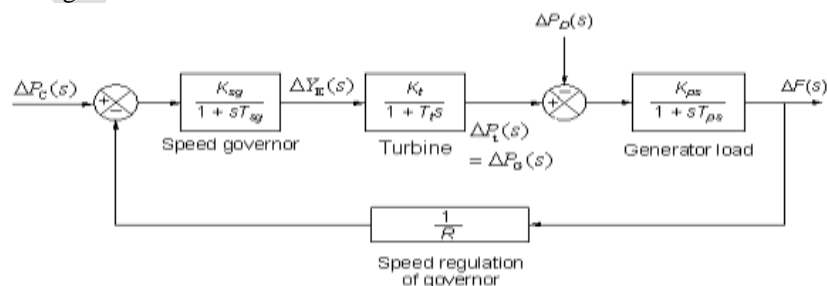 ΔP_D(s)
ΔP_C(s)
+
−
K_sg
1 + sT_sg
ΔY_E(s)
K_t
1 + T_t s
−
+
K_ps
1 + sT_ps
ΔF(s)
Speed governor
Turbine
ΔP_t(s)
= ΔP_G(s)
Generator load
1
R
Speed regulation
of governor